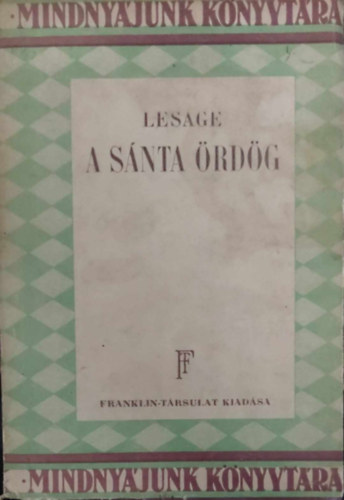 MINDNYÁJUNK KÖNYVTÁRA
LESAGE
A SÁNTA ÖRDÖG
FF
FRANKLIN-TÁRSULAT KIADÁSA
MINDNYÁJUNK KÖNYVTÁRA